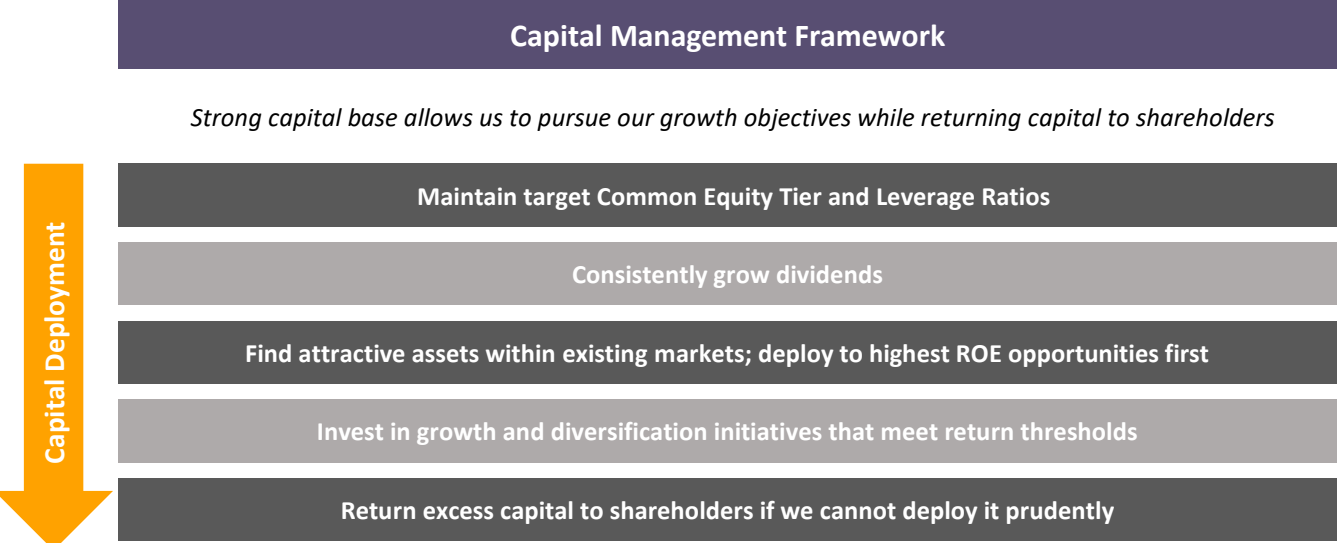 Capital Management Framework
Strong capital base allows us to pursue our growth objectives while returning capital to shareholders
Capital Deployment
Maintain target Common Equity Tier and Leverage Ratios
Consistently grow dividends
Find attractive assets within existing markets; deploy to highest ROE opportunities first
Invest in growth and diversification initiatives that meet return thresholds
Return excess capital to shareholders if we cannot deploy it prudently